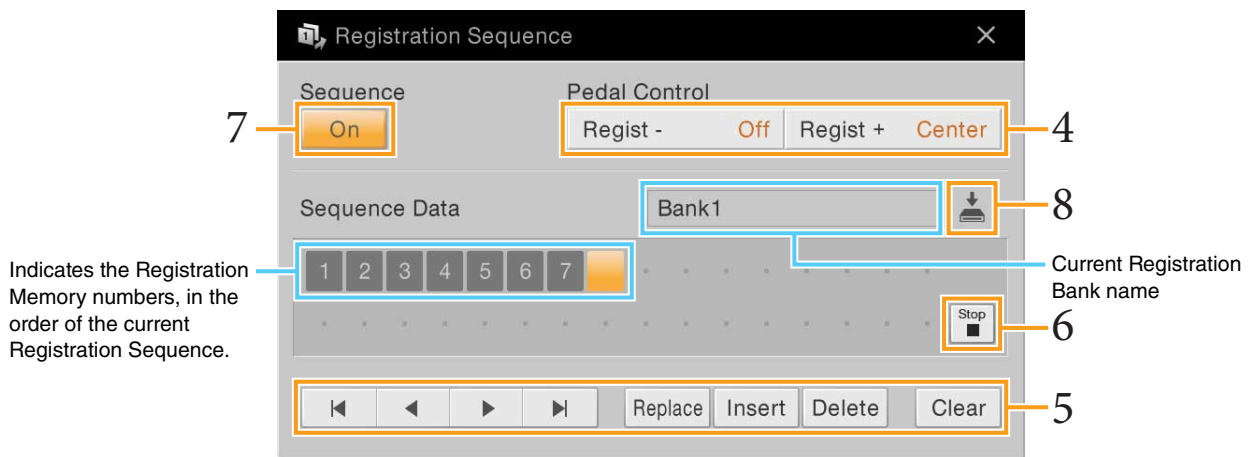 Registration Sequence
Sequence
Pedal Control
7
On
Regist - Off Regist + Center
4
Sequence Data
Bank1
8
Indicates the Registration
Memory numbers, in the
order of the current
Registration Sequence.
1 2 3 4 5 6 7
Current Registration
Bank name
Stop
6
Replace Insert Delete Clear
5